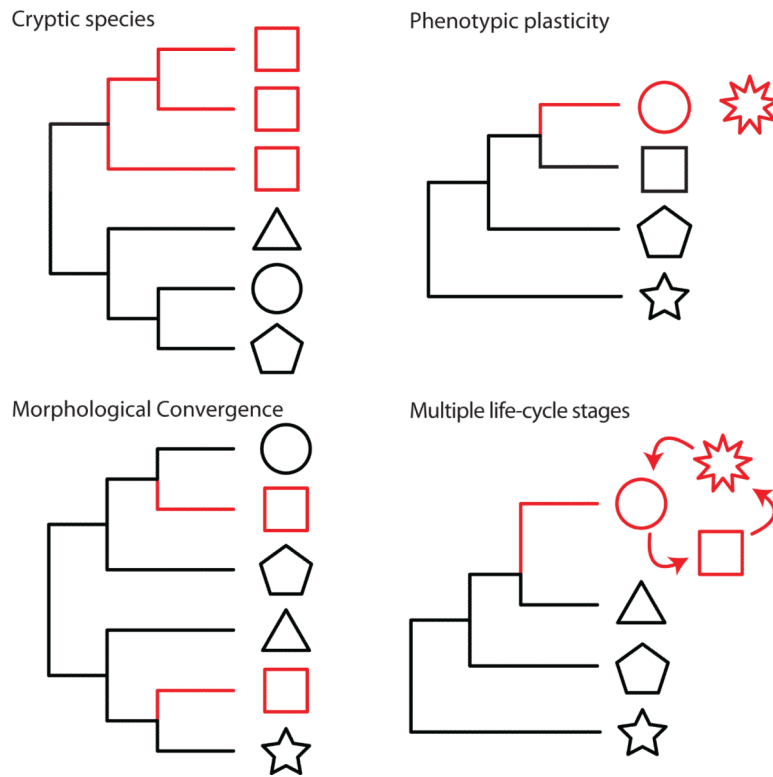 Cryptic species
Phenotypic plasticity
Morphological Convergence
Multiple life-cycle stages